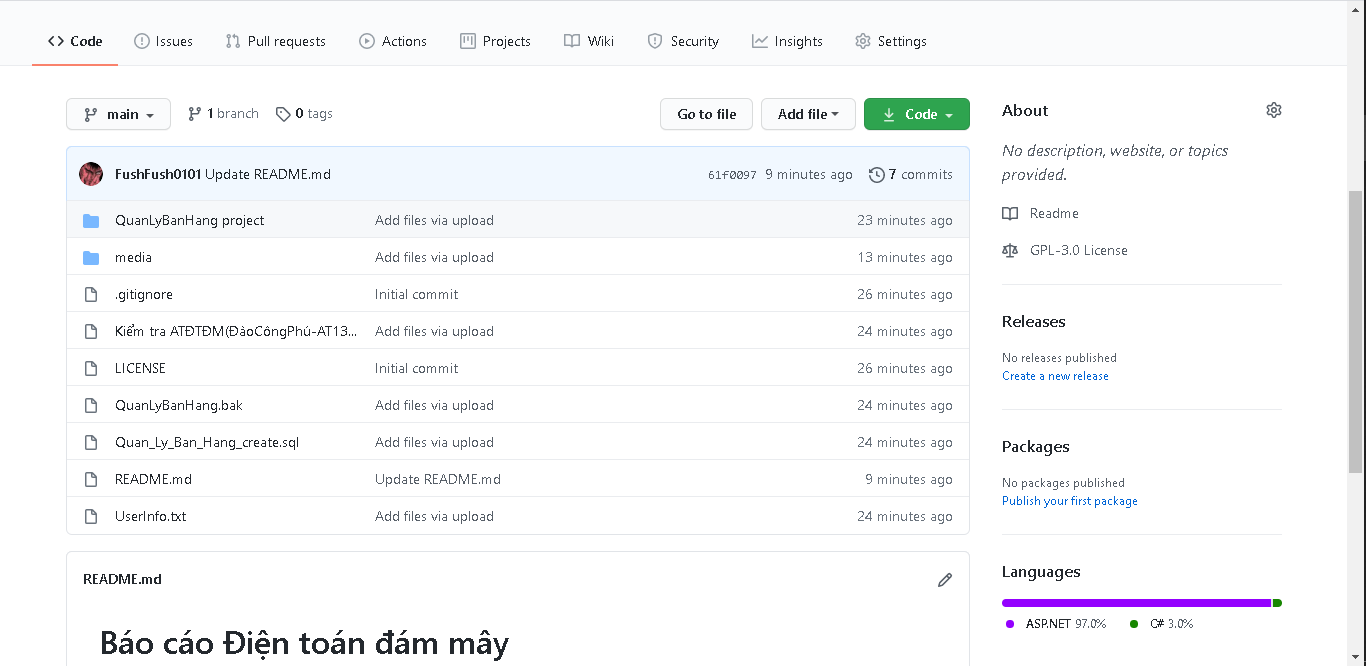 Code Issues Pull requests Actions Projects Wiki Security Insights Settings
main 1 branch 0 tags Go to file Add file Code
FushFush0101 Update README.md 61f0097 9 minutes ago 7 commits
QuanLyBanHang project Add files via upload 23 minutes ago
media Add files via upload 13 minutes ago
.gitignore Initial commit 26 minutes ago
Kiểm tra ATĐTĐM(ĐàoCôngPhú-AT13... Add files via upload 24 minutes ago
LICENSE Initial commit 26 minutes ago
QuanLyBanHang.bak Add files via upload 24 minutes ago
Quan_Ly_Ban_Hang_create.sql Add files via upload 24 minutes ago
README.md Update README.md 9 minutes ago
UserInfo.txt Add files via upload 24 minutes ago
README.md
Báo cáo Điện toán đám mây
About
No description, website, or topics
provided.
Readme
GPL-3.0 License
Releases
No releases published
Create a new release
Packages
No packages published
Publish your first package
Languages
ASP.NET 97.0% C# 3.0%